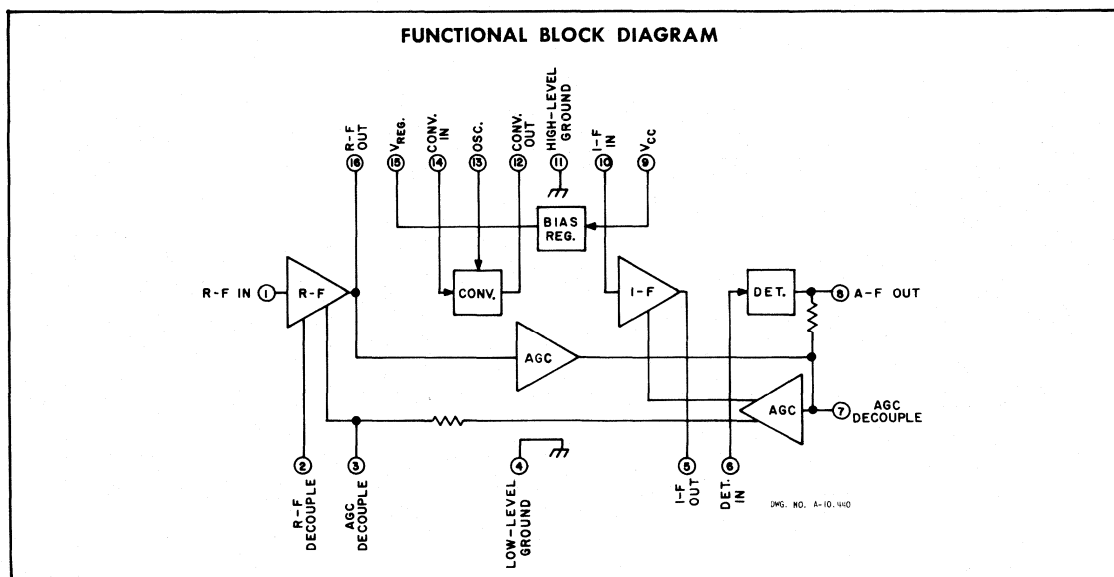 FUNCTIONAL BLOCK DIAGRAM
R-F
OUT
16
VREG.
15
CONV.
IN
14
OSC.
13
CONV.
OUT
12
HIGH-LEVEL
GROUND
11
I-F
IN
10
VCC
9
BIAS
REG.
R-F IN 1
R-F
CONV.
I-F
DET.
8 A-F OUT
AGC
AGC
7 AGC
DECOUPLE
2
R-F
DECOUPLE
3
AGC
DECOUPLE
4
LOW-LEVEL
GROUND
5
I-F
OUT
6
DET.
IN
DWG. NO. A-10,440